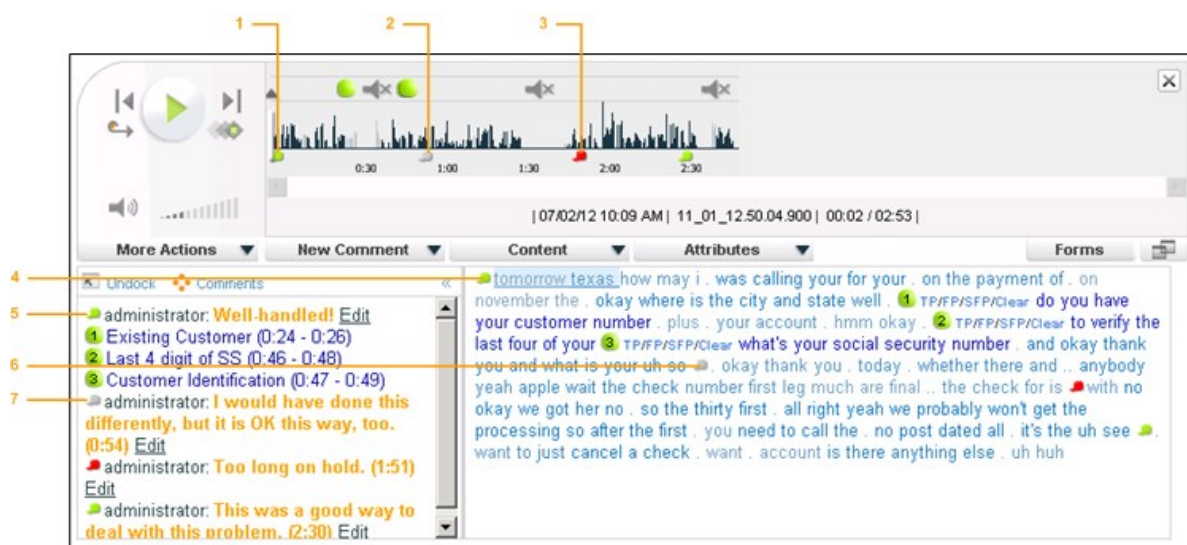 1 2 3
0:30 1:00 1:30 2:00 2:30
| 07/02/12 10:09 AM | 11_01_12.50.04.900 | 00:02 / 02:53 |
More Actions New Comment Content Attributes Forms
4
5
6
7
Undock Comments «
administrator: Well-handled! Edit
1 Existing Customer (0:24 - 0:26)
2 Last 4 digit of SS (0:46 - 0:48)
3 Customer Identification (0:47 - 0:49)
administrator: I would have done this
differently, but it is OK this way, too.
(0:54) Edit
administrator: Too long on hold. (1:51)
Edit
administrator: This was a good way to
deal with this problem. (2:30) Edit
tomorrow texas how may i . was calling your for your . on the payment of . on
november the . okay where is the city and state well . 1 TP/FP/SFP/Clear do you have
your customer number . plus . your account . hmm okay . 2 TP/FP/SFP/Clear to verify the
last four of your 3 TP/FP/SFP/Clear what's your social security number . and okay thank
you and what is your uh so . okay thank you . today . whether there and .. anybody
yeah apple wait the check number first leg much are final .. the check for is with no
okay we got her no . so the thirty first . all right yeah we probably won't get the
processing so after the first . you need to call the . no post dated all . it's the uh see .
want to just cancel a check . want . account is there anything else . uh huh